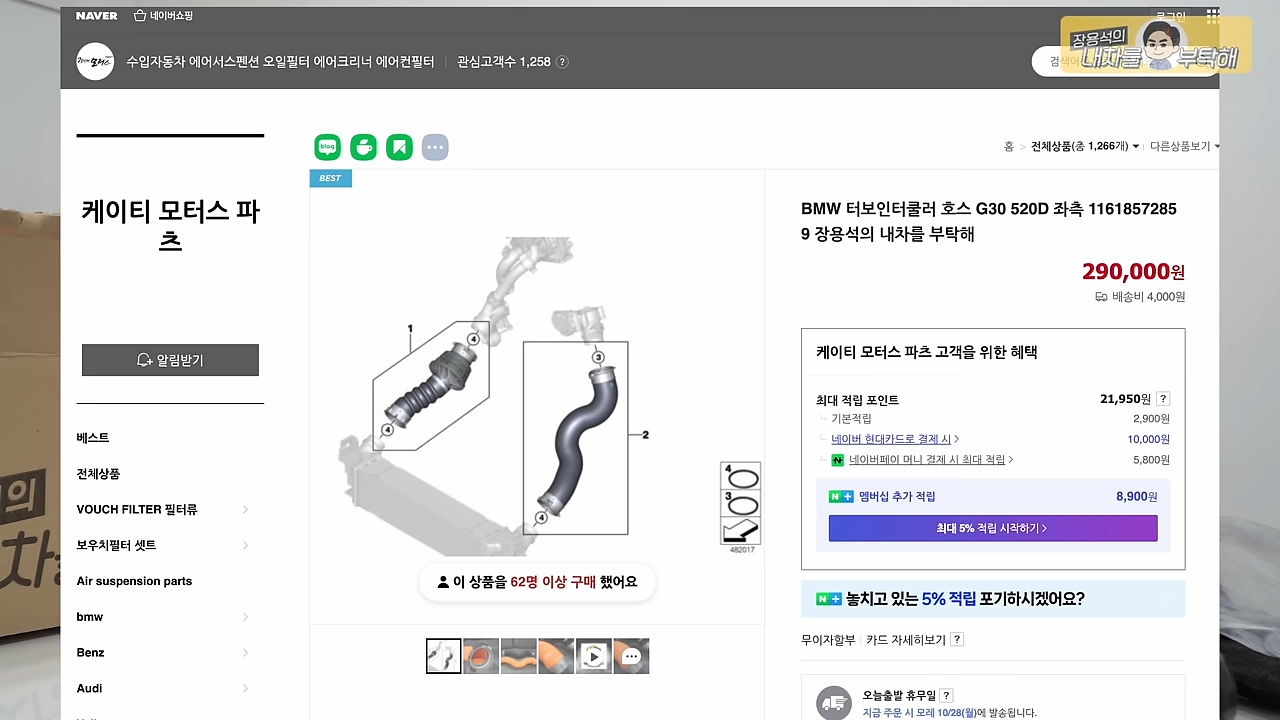 NAVER 네이버쇼핑
로그인
수입자동차 에어서스펜션 오일필터 에어크리너 에어컨필터 관심고객수 1,258 ?
장용석의
내차를 부탁해
케이티 모터스 파
츠
알림받기
베스트
전체상품
VOUCH FILTER 필터류
보우치필터 셋트
Air suspension parts
bmw
Benz
Audi
blog
홈 > 전체상품(총 1,266개) 다른상품보기
BEST
1
4
4
3
2
4
4
3
482017
이 상품을 62명 이상 구매 했어요
BMW 터보인터쿨러 호스 G30 520D 좌측 1161857285
9 장용석의 내차를 부탁해
290,000원
배송비 4,000원
케이티 모터스 파츠 고객을 위한 혜택
최대 적립 포인트 21,950원 ?
기본적립 2,900원
네이버 현대카드로 결제 시 > 10,000원
N 네이버페이 머니 결제 시 최대 적립 > 5,800원
N+ 멤버십 추가 적립 8,900원
최대 5% 적립 시작하기 >
N+ 놓치고 있는 5% 적립 포기하시겠어요?
무이자할부 카드 자세히보기 ?
오늘출발 휴무일 ?
지금 주문 시 모레 10/28(월)에 발송됩니다.